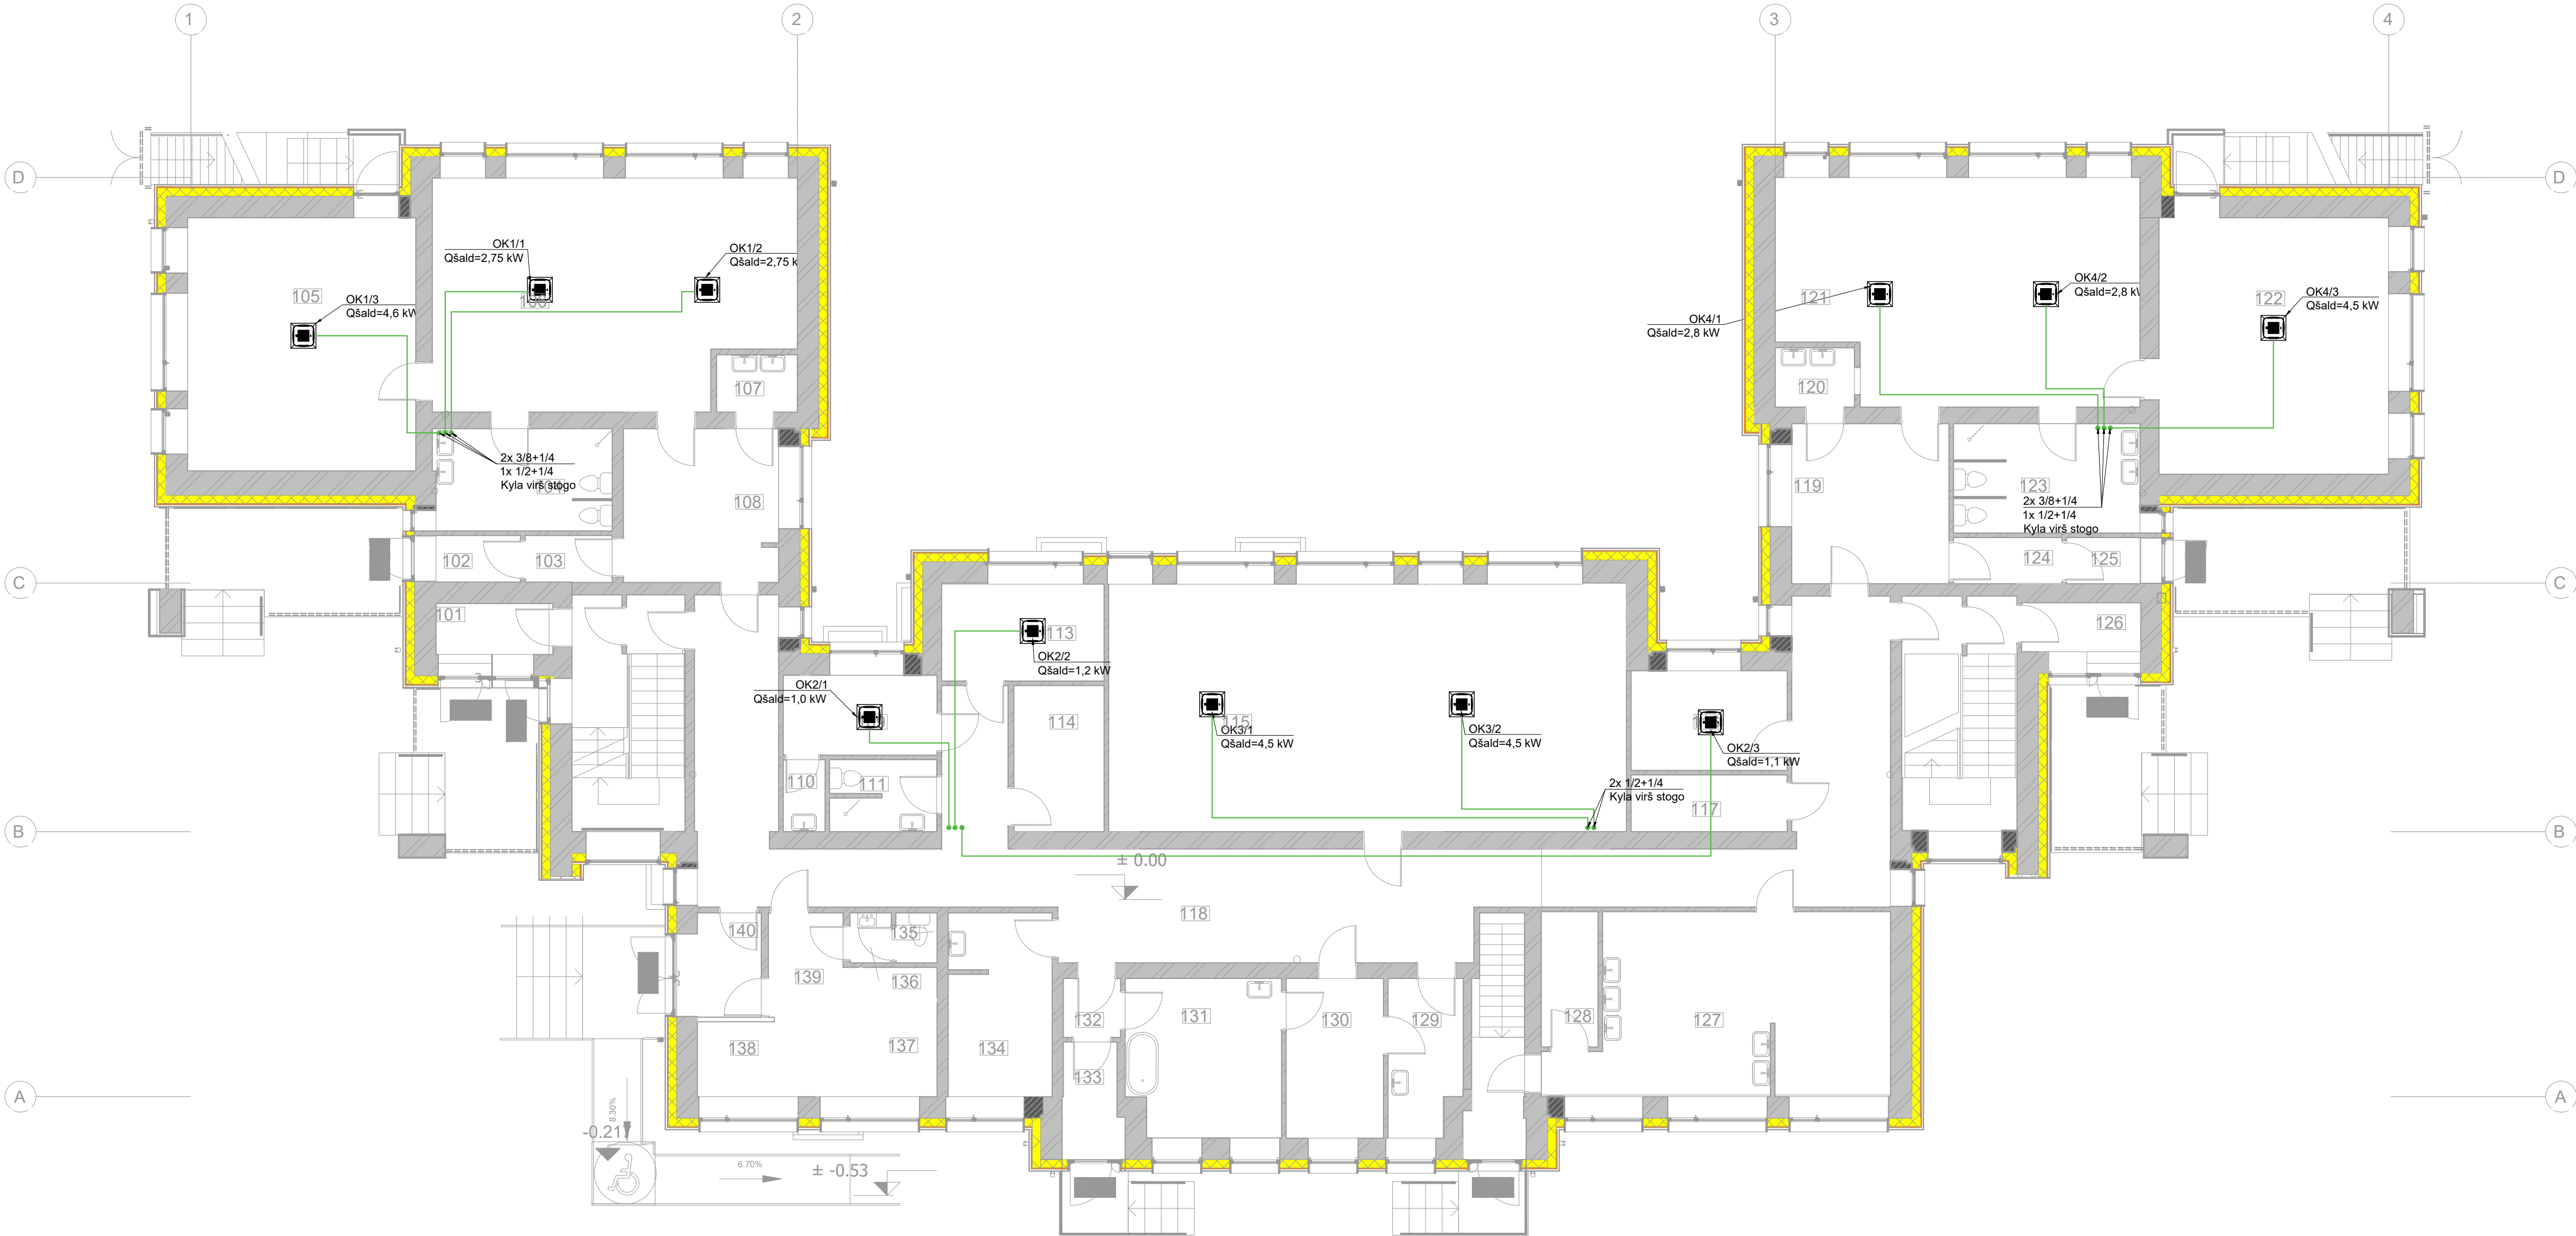 1
2
3
4
D
D
OK1/1
Qšald=2,75 kW
OK1/2
Qšald=2,75 k
105
OK1/3
Qšald=4,6 kW
107
121
OK4/1
Qšald=2,8 kW
OK4/2
Qšald=2,8 k
122
OK4/3
Qšald=4,5 kW
120
2x 3/8+1/4
1x 1/2+1/4
Kyla virš stogo
108
119
123
2x 3/8+1/4
1x 1/2+1/4
Kyla virš stogo
102
103
124
125
C
C
101
126
113
OK2/2
Qšald=1,2 kW
OK2/1
Qšald=1,0 kW
114
115
OK3/1
Qšald=4,5 kW
OK3/2
Qšald=4,5 kW
OK2/3
Qšald=1,1 kW
110
111
2x 1/2+1/4
Kyla virš stogo
117
B
B
± 0.00
118
140
135
139
136
138
137
134
132
133
131
130
129
128
127
A
A
8.30%
-0.21
6.70%
± -0.53